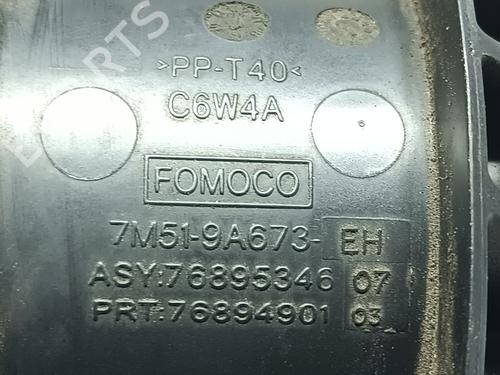 >PP-T40<
C6W4A
FOMOCO
7M51-9A673-EH
ASY:76895346 07
PRT:76894901 03